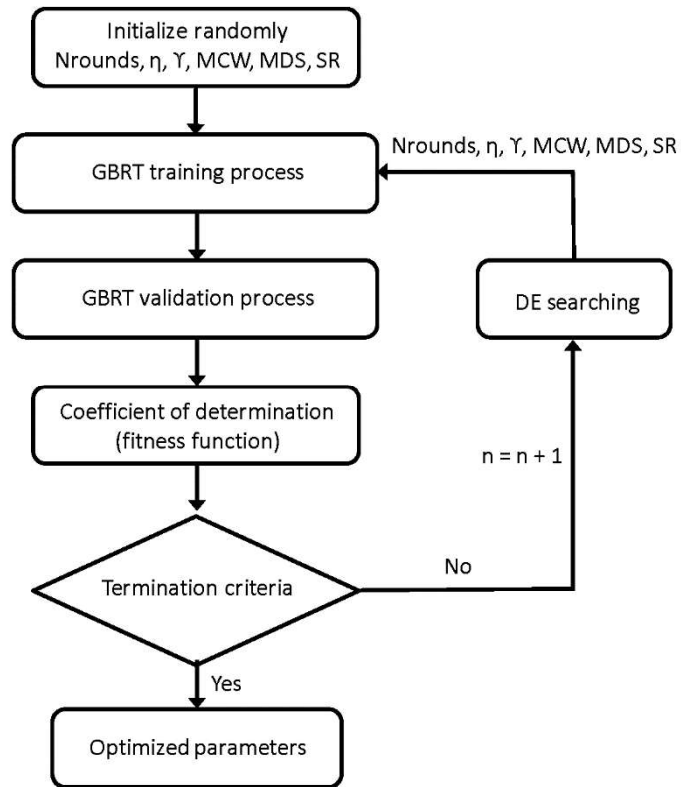 Initialize randomly
Nrounds, η, ϒ, MCW, MDS, SR
GBRT training process
Nrounds, η, ϒ, MCW, MDS, SR
GBRT validation process
DE searching
Coefficient of determination
(fitness function)
n = n + 1
Termination criteria
No
Yes
Optimized parameters